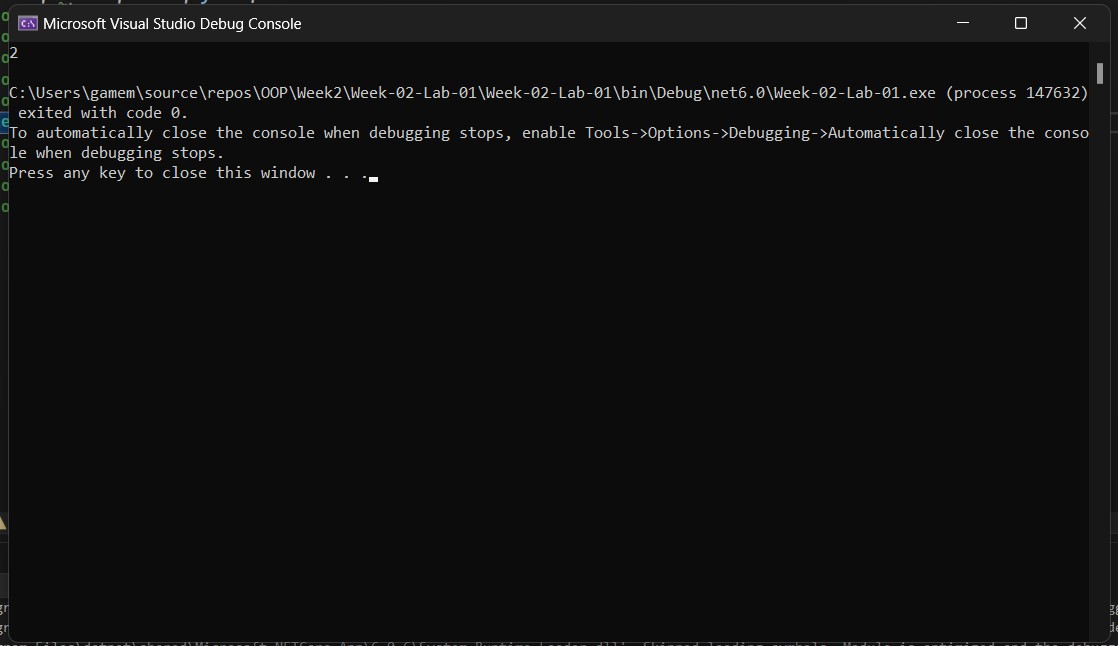 Microsoft Visual Studio Debug Console
2
C:\Users\gamem\source\repos\OOP\Week2\Week-02-Lab-01\Week-02-Lab-01\bin\Debug\net6.0\Week-02-Lab-01.exe (process 147632)
 exited with code 0.
To automatically close the console when debugging stops, enable Tools->Options->Debugging->Automatically close the conso
le when debugging stops.
Press any key to close this window . . .